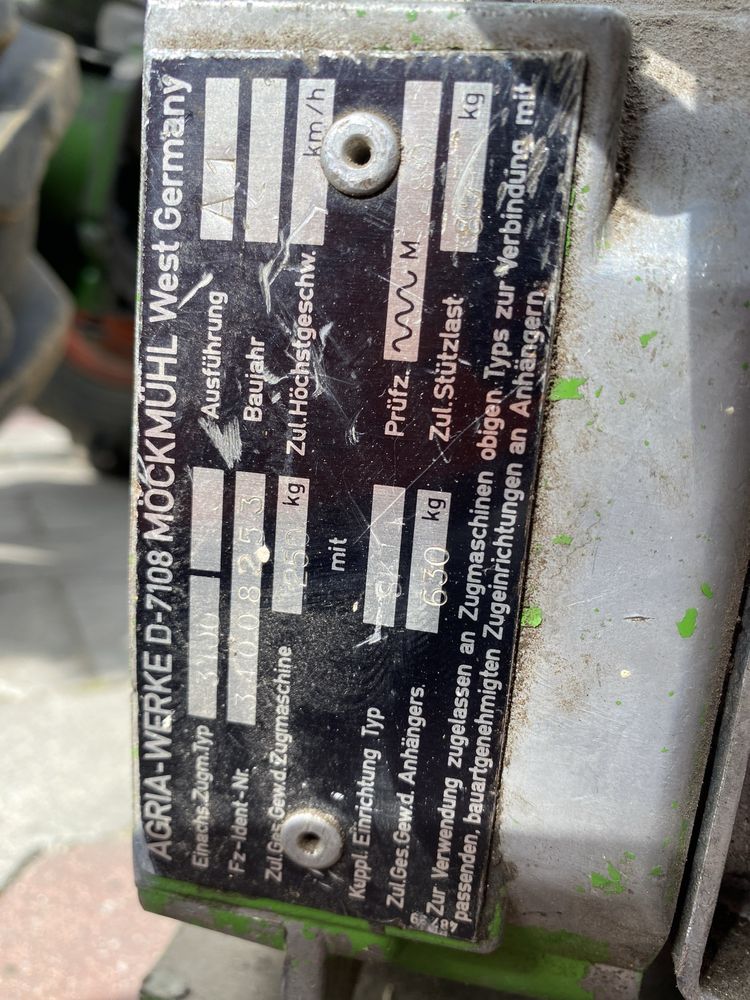 AGRIA-WERKE D-7108 MÖCKMÜHL West Germany
Einachs.Zugm.Typ Ausführung
Fz-Ident-Nr. 34008253 Baujahr
Zul.Ges.Gew.d.Zugmaschine 250 kg Zul.Höchstgeschw. km/h
mit
Kuppl. Einrichtung Typ Prüfz. M
Zul.Ges.Gew.d. Anhängers 630 kg Zul.Stützlast kg
Zur Verwendung zugelassen an Zugmaschinen obigen Typs zur Verbindung mit
passenden, bauartgenehmigten Zugeinrichtungen an Anhängern.